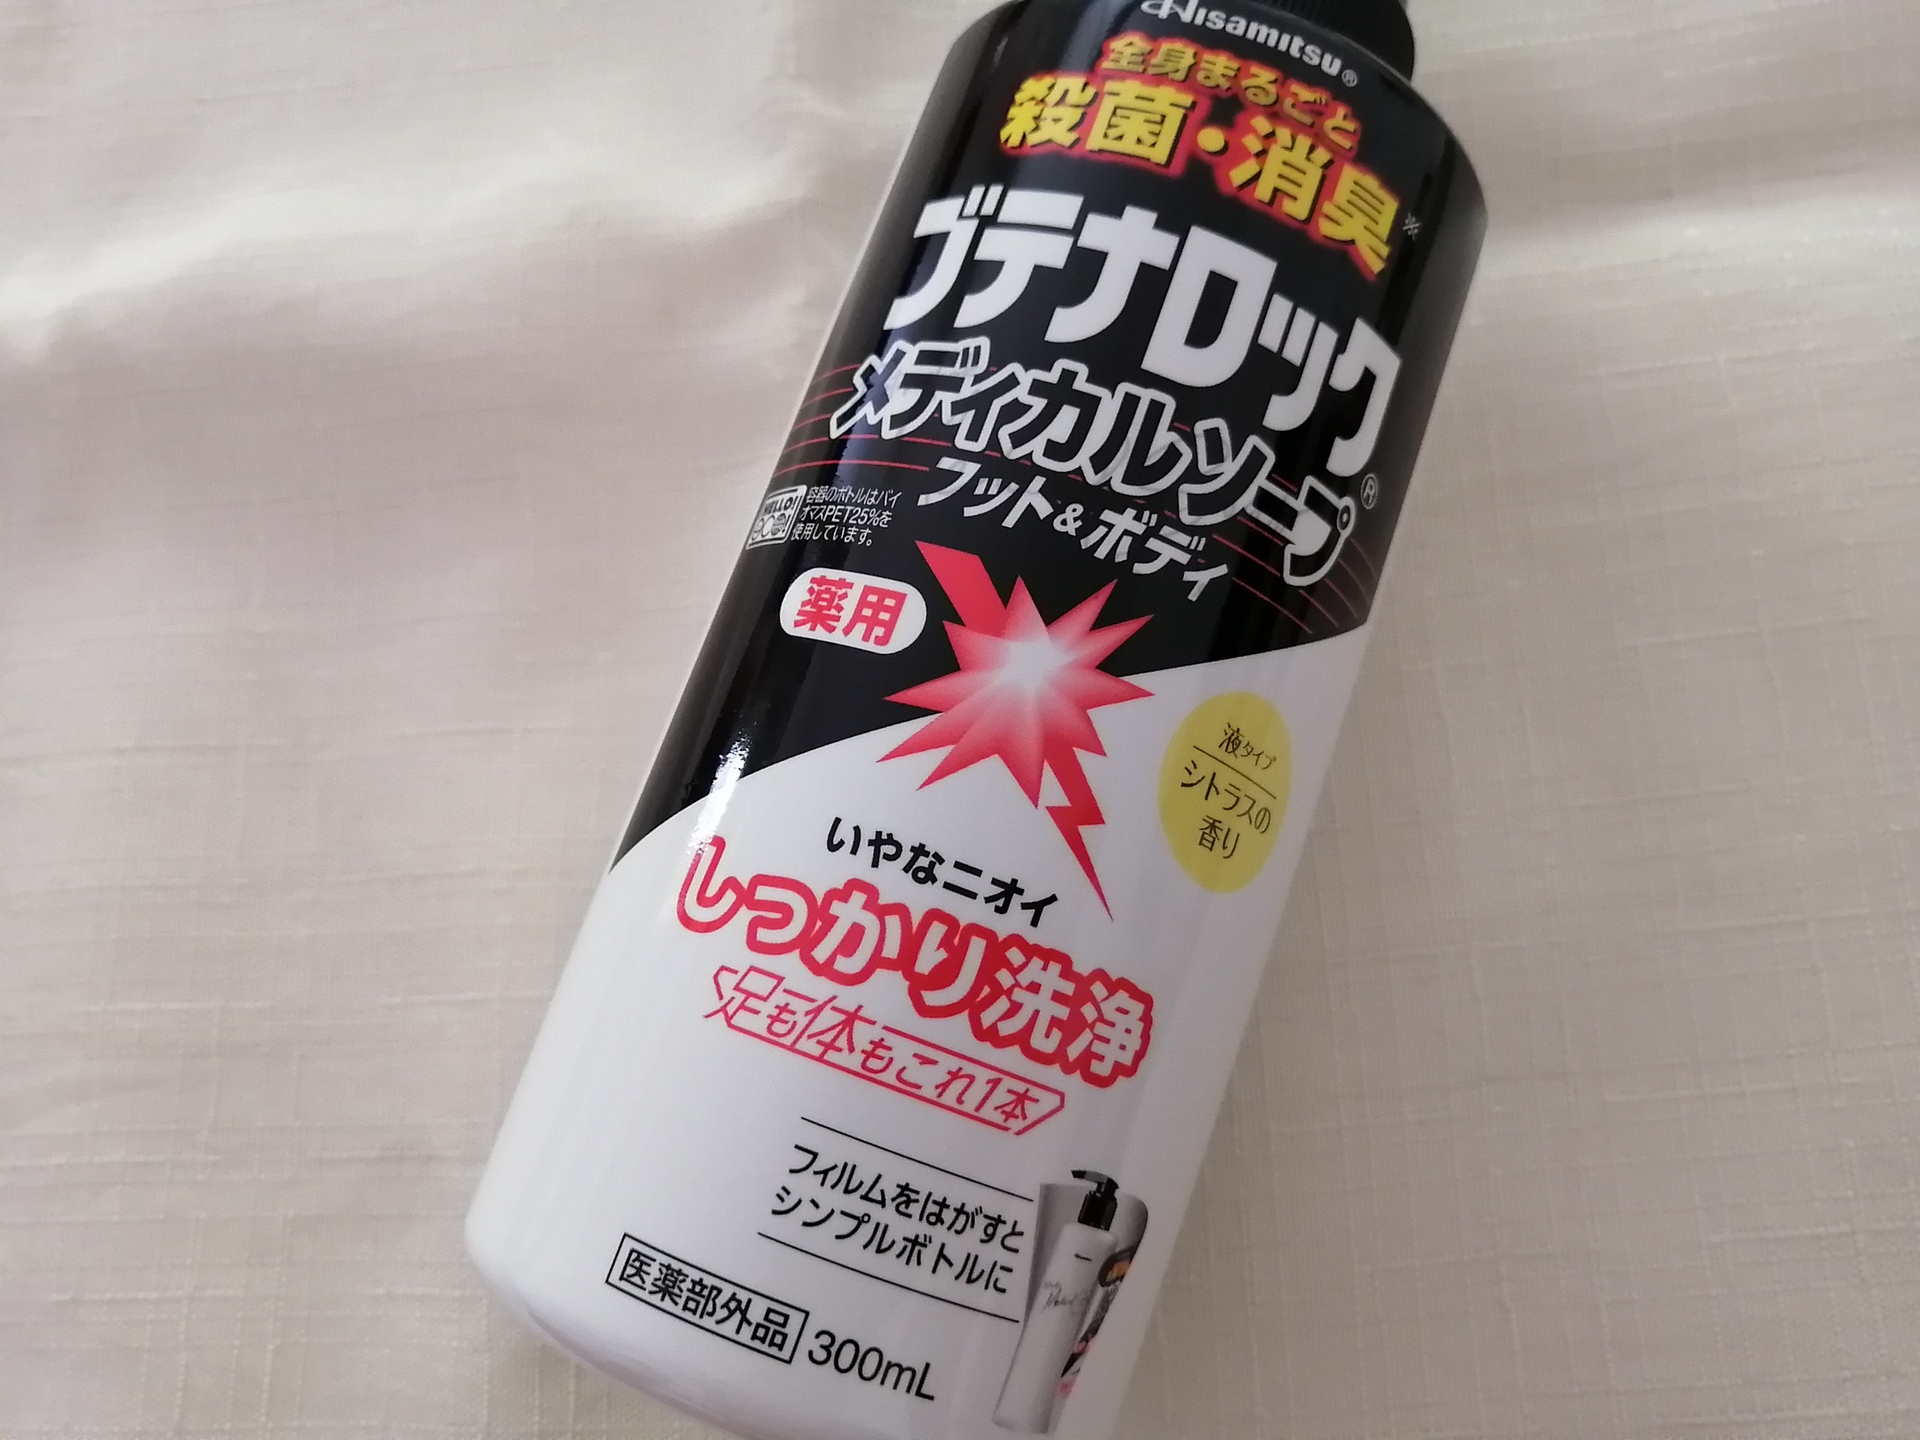 Hisamitsu®
全身まるごと
殺菌・消臭※
ブテナロック®
メディカルソープ
フット&ボディ
HELLO!
容器のボトルはバイ
オマスPET25%を
使用しています。
薬用
液タイプ
シトラスの
香り
いやなニオイ
しっかり洗浄
足も体もこれ1本
フィルムをはがすと
シンプルボトルに
医薬部外品 300mL